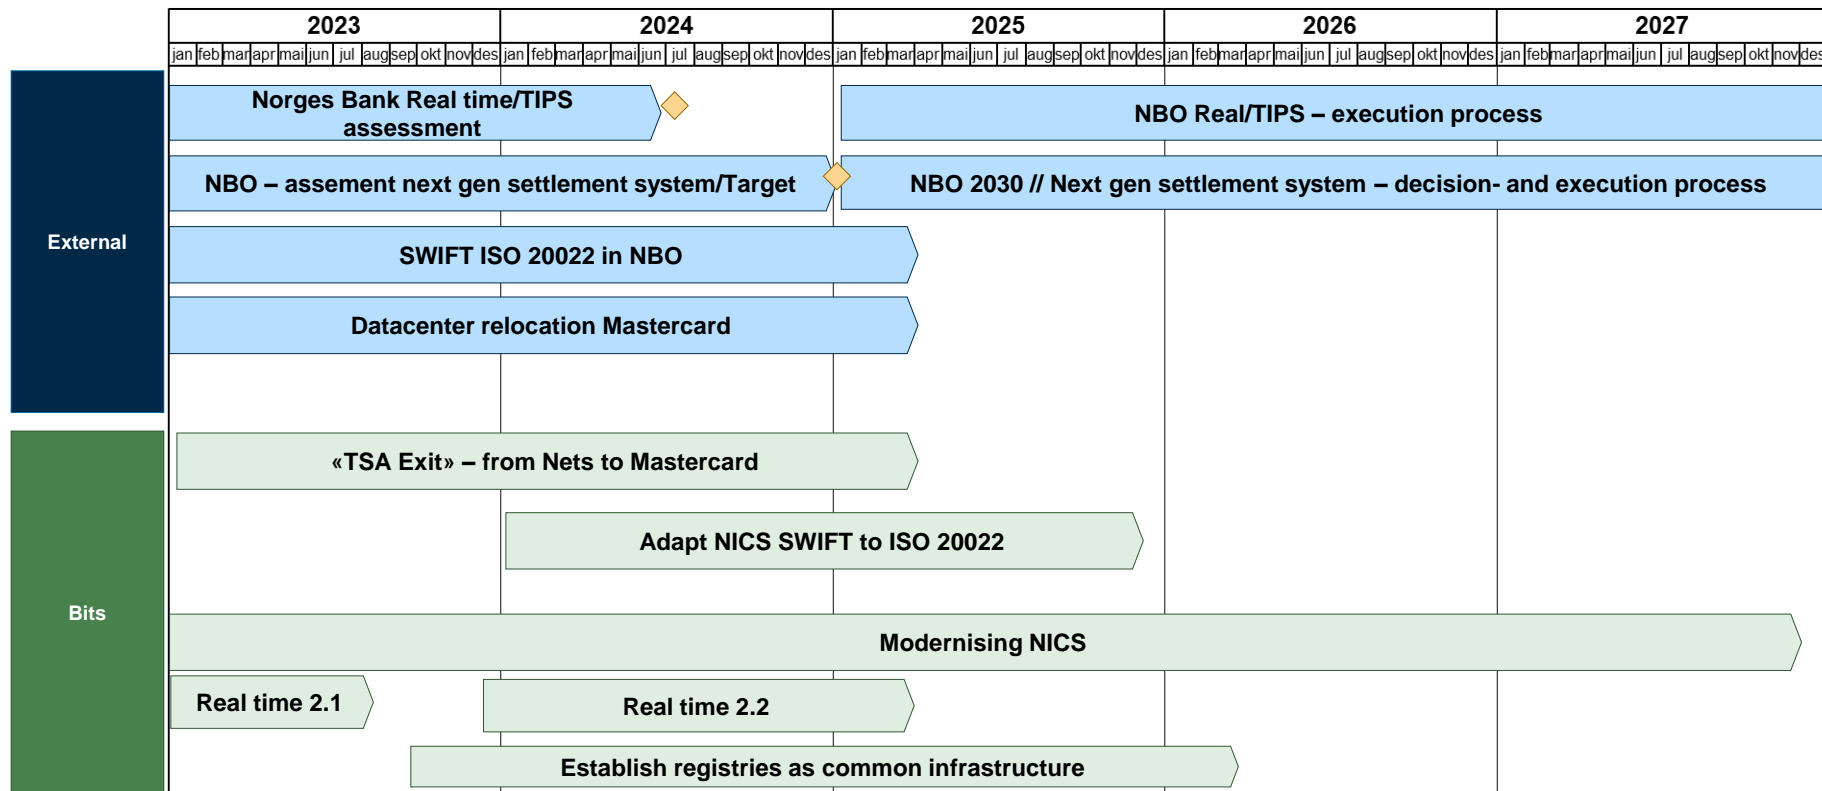 2023 2024 2025 2026 2027
jan feb mar apr mai jun jul aug sep okt nov des jan feb mar apr mai jun jul aug sep okt nov des jan feb mar apr mai jun jul aug sep okt nov des jan feb mar apr mai jun jul aug sep okt nov des jan feb mar apr mai jun jul aug sep okt nov des
External
Norges Bank Real time/TIPS
assessment
NBO Real/TIPS – execution process
NBO – assement next gen settlement system/Target
NBO 2030 // Next gen settlement system – decision- and execution process
SWIFT ISO 20022 in NBO
Datacenter relocation Mastercard
Bits
«TSA Exit» – from Nets to Mastercard
Adapt NICS SWIFT to ISO 20022
Modernising NICS
Real time 2.1
Real time 2.2
Establish registries as common infrastructure